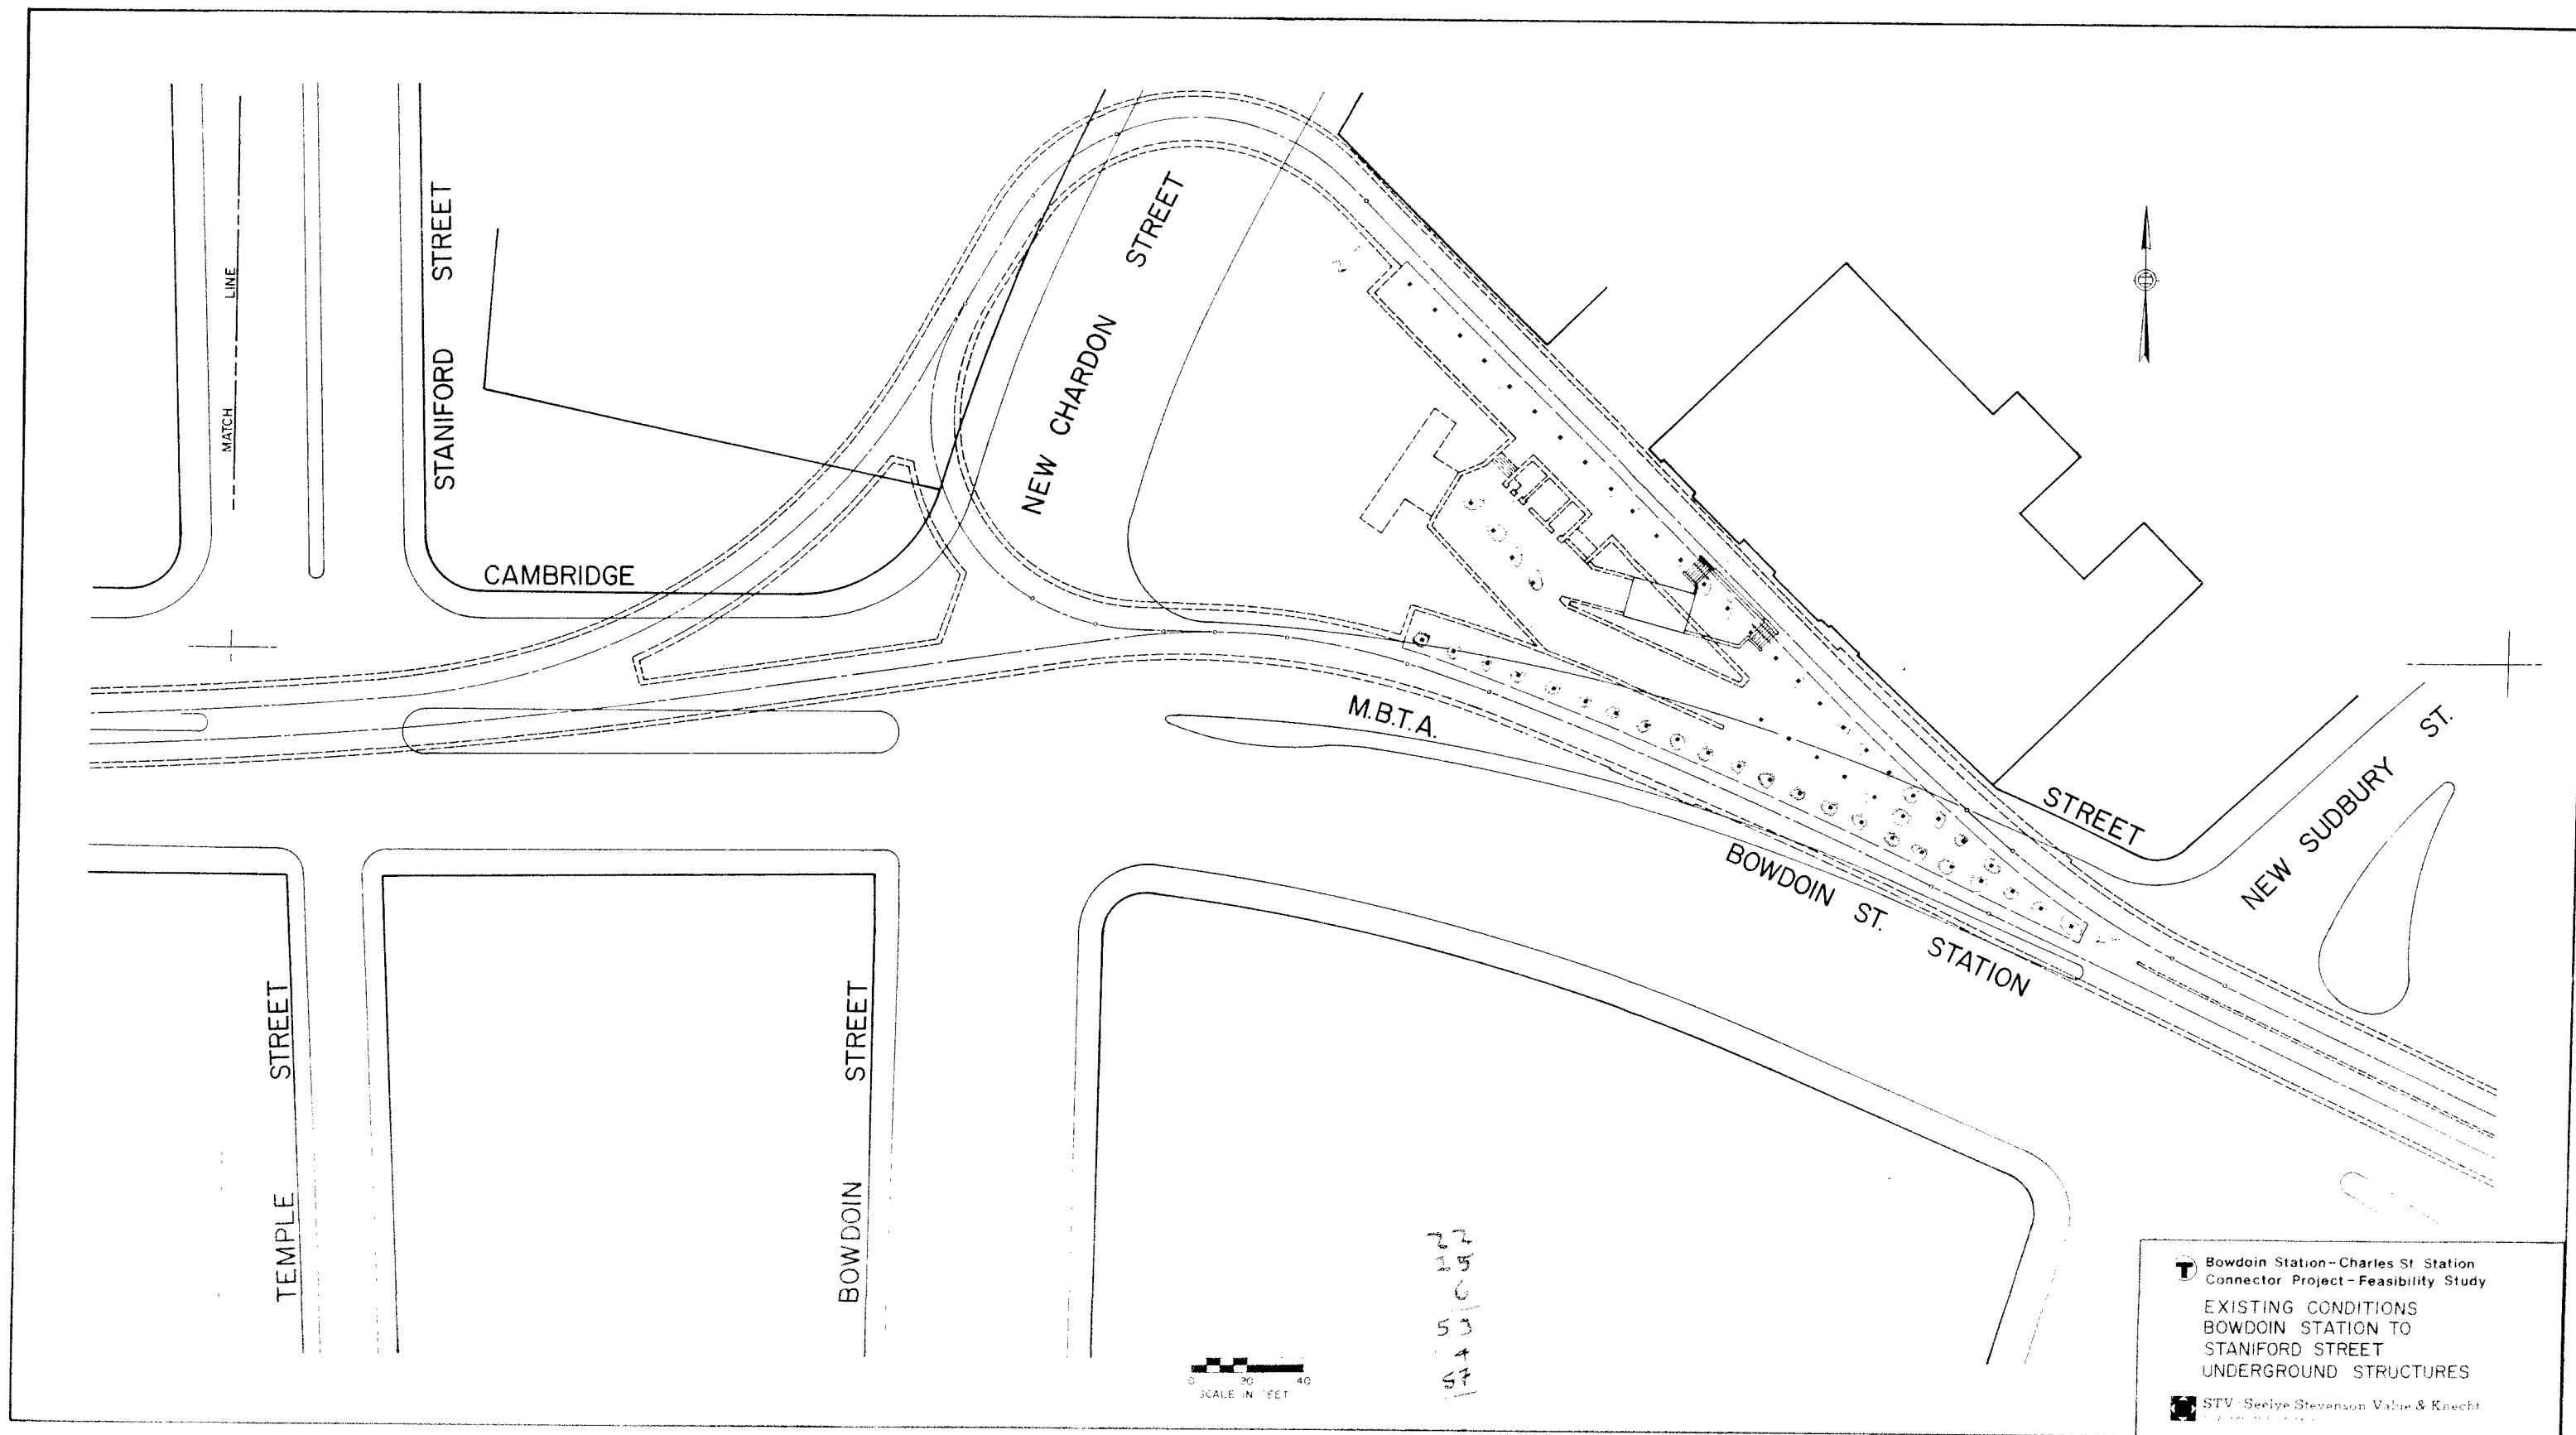 MATCH LINE
STANIFORD STREET
NEW CHARDON STREET
CAMBRIDGE
STREET
NEW SUDBURY ST.
M.B.T.A.
BOWDOIN ST. STATION
TEMPLE STREET
BOWDOIN STREET
22
6
4
57
0 20 40
SCALE IN FEET
T
Bowdoin Station-Charles St Station
Connector Project-Feasibility Study
EXISTING CONDITIONS
BOWDOIN STATION TO
STANIFORD STREET
UNDERGROUND STRUCTURES
STV Seelye Stevenson Value & Knecht